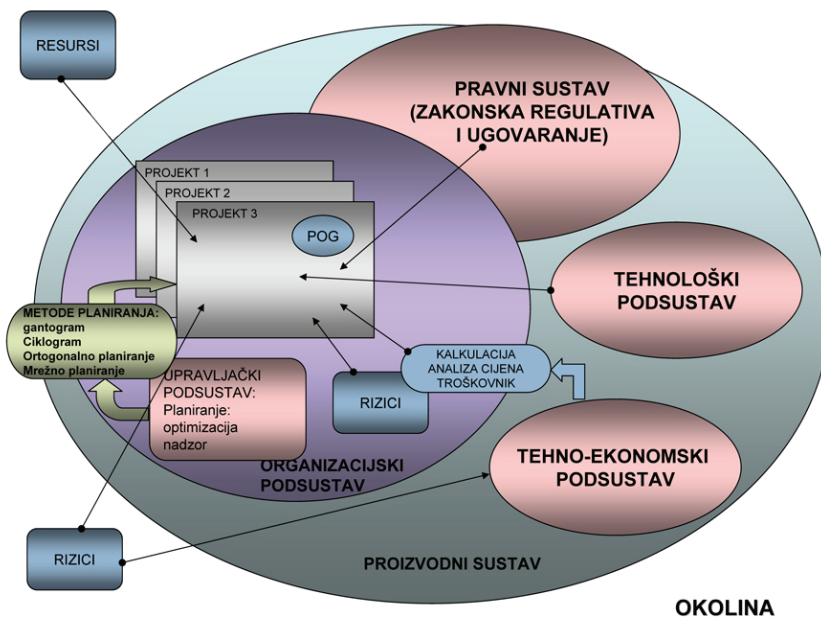 RESURSI
PRAVNI SUSTAV
(ZAKONSKA REGULATIVA
I UGOVARANJE)
PROJEKT 1
PROJEKT 2
PROJEKT 3
POG
TEHNOLOŠKI
PODSUSTAV
METODE PLANIRANJA:
gantogram
Ciklogram
Ortogonalno planiranje
Mrežno planiranje
KALKULACIJA
ANALIZA CIJENA
TROŠKOVNIK
UPRAVLJAČKI
PODSUSTAV:
Planiranje:
optimizacija
nadzor
RIZICI
TEHNO-EKONOMSKI
PODSUSTAV
ORGANIZACIJSKI
PODSUSTAV
RIZICI
PROIZVODNI SUSTAV
OKOLINA